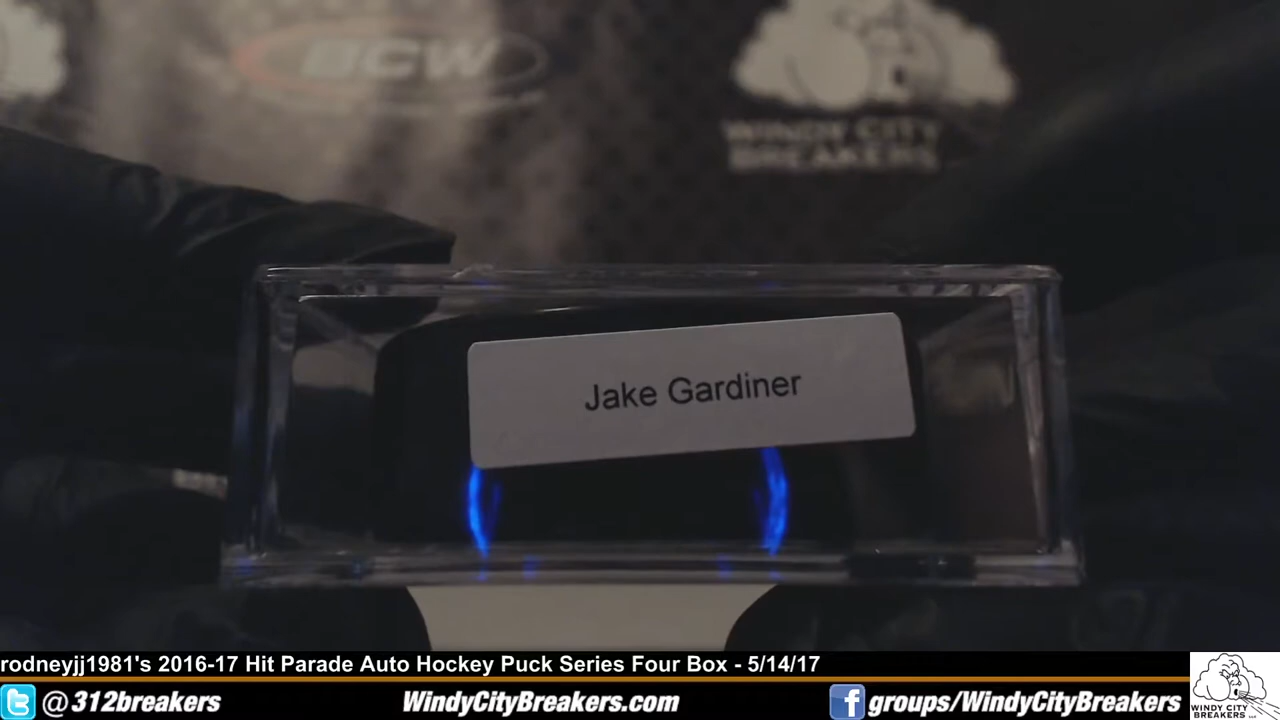 BCW
WINDY CITY
BREAKERS
Jake Gardiner
rodneyjj1981's 2016-17 Hit Parade Auto Hockey Puck Series Four Box - 5/14/17
@312breakers
WindyCityBreakers.com
groups/WindyCityBreakers
WINDY CITY
BREAKERS LLC